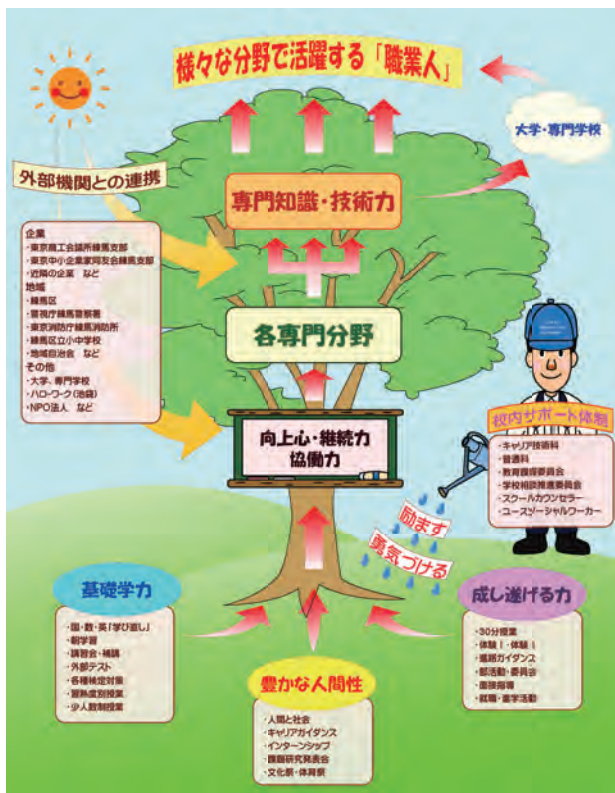 様々な分野で活躍する「職業人」
大学・専門学校
外部機関との連携
専門知識・技術力
企業
・東京商工会議所練馬支部
・東京中小企業家同友会練馬支部
・近隣の企業 など
地域
・練馬区
・警視庁練馬警察署
・東京消防庁練馬消防所
・練馬区立小中学校
・地域自治会 など
その他
・大学、専門学校
・ハローワーク(池袋)
・NPO法人 など
各専門分野
向上心・継続力
協働力
校内サポート体制
・キャリア技術科
・普通科
・教育課程委員会
・学校相談推進委員会
・スクールカウンセラー
・ユースソーシャルワーカー
励ます
勇気づける
基礎学力
・国・数・英「学び直し」
・朝学習
・講習会・補講
・外部テスト
・各種検定対策
・習熟度別授業
・少人数制授業
豊かな人間性
・人間と社会
・キャリアガイダンス
・インターンシップ
・課題研究発表会
・文化祭・体育祭
成し遂げる力
・30分授業
・体験Ⅰ・体験Ⅰ
・進路ガイダンス
・部活動・委員会
・面接指導
・就職・進学活動